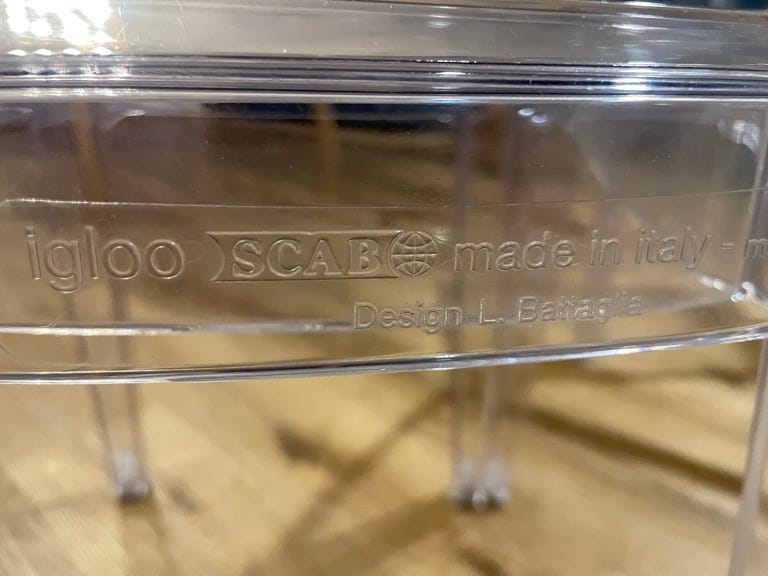 igloo SCAB made in italy -
Design L. Battaglia